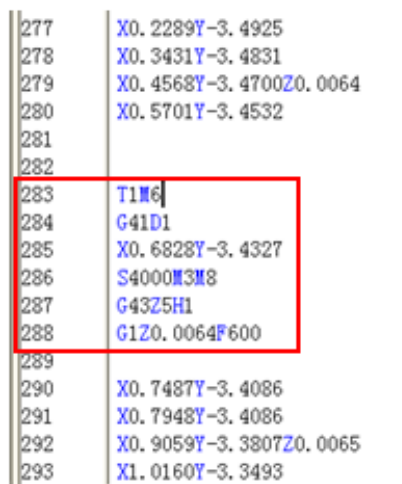 277 X0.2289Y-3.4925
278 X0.3431Y-3.4831
279 X0.4568Y-3.4700Z0.0064
280 X0.5701Y-3.4532
281
282
283 T1M6
284 G41D1
285 X0.6828Y-3.4327
286 S4000M3M8
287 G43Z5H1
288 G1Z0.0064F600
289
290 X0.7487Y-3.4086
291 X0.7948Y-3.4086
292 X0.9059Y-3.3807Z0.0065
293 X1.0160Y-3.3493